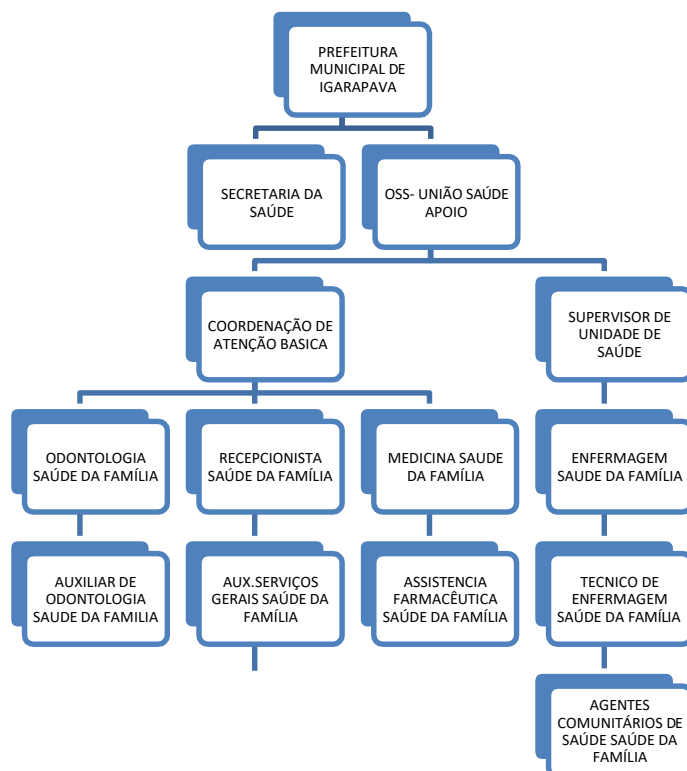 PREFEITURA
MUNICIPAL DE
IGARAPAVA
SECRETARIA DA
SAÚDE
OSS- UNIÃO SAÚDE
APOIO
COORDENAÇÃO DE
ATENÇÃO BASICA
SUPERVISOR DE
UNIDADE DE
SAÚDE
ODONTOLOGIA
SAÚDE DA FAMÍLIA
RECEPCIONISTA
SAÚDE DA FAMÍLIA
MEDICINA SAUDE
DA FAMÍLIA
ENFERMAGEM
SAUDE DA FAMÍLIA
AUXILIAR DE
ODONTOLOGIA
SAUDE DA FAMILIA
AUX.SERVIÇOS
GERAIS SAÚDE DA
FAMÍLIA
ASSISTENCIA
FARMACÊUTICA
SAÚDE DA FAMÍLIA
TECNICO DE
ENFERMAGEM
SAÚDE DA FAMÍLIA
AGENTES
COMUNITÁRIOS DE
SAÚDE SAÚDE DA
FAMÍLIA